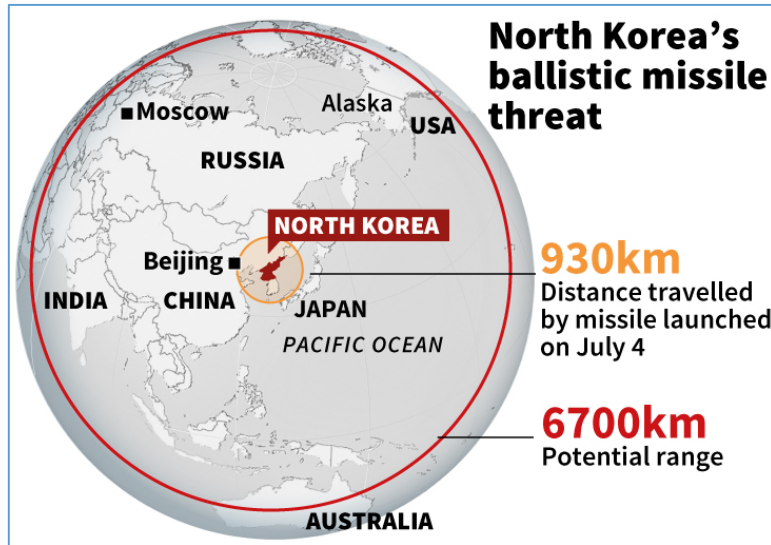 North Korea's
ballistic missile
threat
Alaska
USA
Moscow
RUSSIA
NORTH KOREA
Beijing
INDIA
CHINA
JAPAN
PACIFIC OCEAN
930km
Distance travelled
by missile launched
on July 4
6700km
Potential range
AUSTRALIA